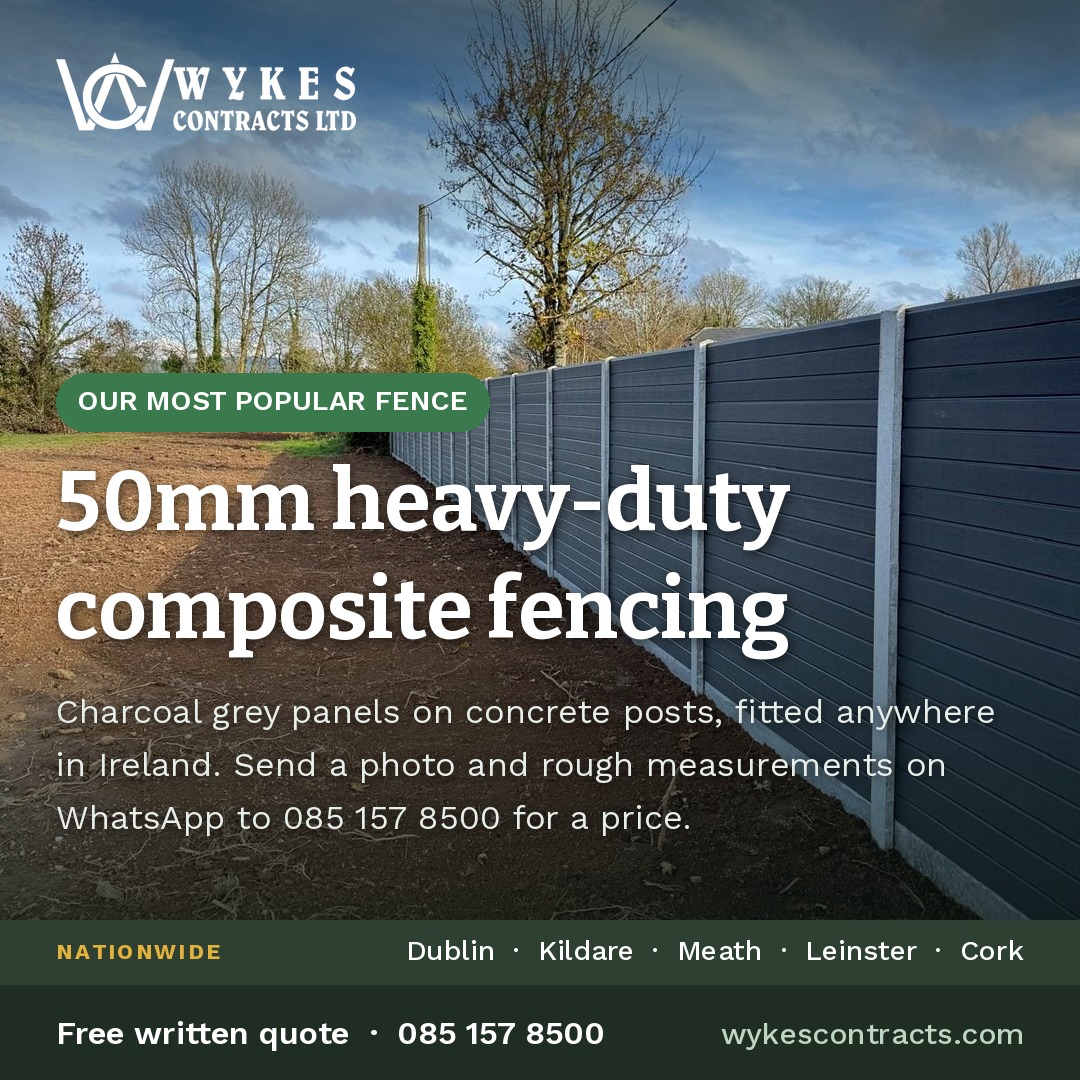 WYKES
CONTRACTS LTD
OUR MOST POPULAR FENCE
50mm heavy-duty
composite fencing
Charcoal grey panels on concrete posts, fitted anywhere
in Ireland. Send a photo and rough measurements on
WhatsApp to 085 157 8500 for a price.
NATIONWIDE Dublin · Kildare · Meath · Leinster · Cork
Free written quote · 085 157 8500 wykescontracts.com